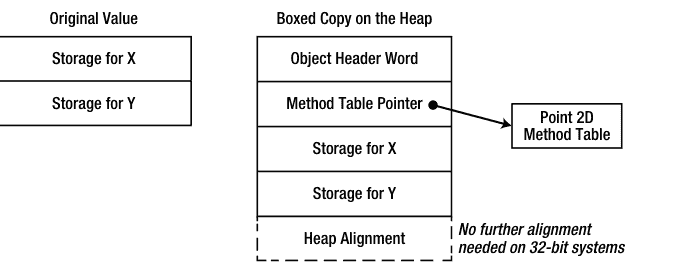 Original Value
Storage for X
Storage for Y
Boxed Copy on the Heap
Object Header Word
Method Table Pointer
Storage for X
Storage for Y
Heap Alignment
Point 2D
Method Table
No further alignment
needed on 32-bit systems